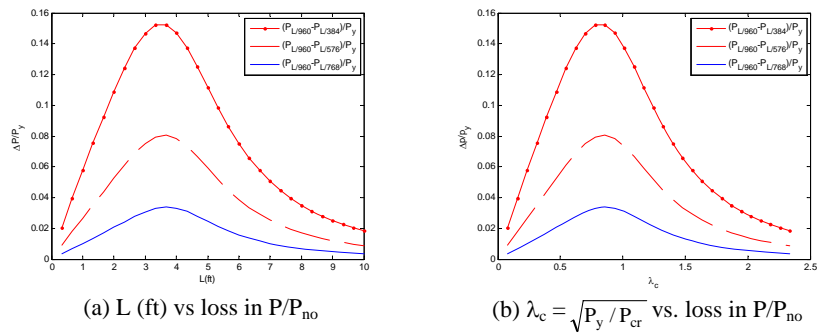 0.16
0.14
0.12
0.1
0.08
0.06
0.04
0.02
0
ΔP/P_y
0 1 2 3 4 5 6 7 8 9 10
L(ft)
(P_L/960-P_L/384)/P_y
(P_L/960-P_L/576)/P_y
(P_L/960-P_L/768)/P_y
(a) L (ft) vs loss in P/P_no
0.16
0.14
0.12
0.1
0.08
0.06
0.04
0.02
0
Δp/p_y
0 0.5 1 1.5 2 2.5
λ_c
(P_L/960-P_L/384)/P_y
(P_L/960-P_L/576)/P_y
(P_L/960-P_L/768)/P_y
(b) λ_c = √P_y / P_cr vs. loss in P/P_no